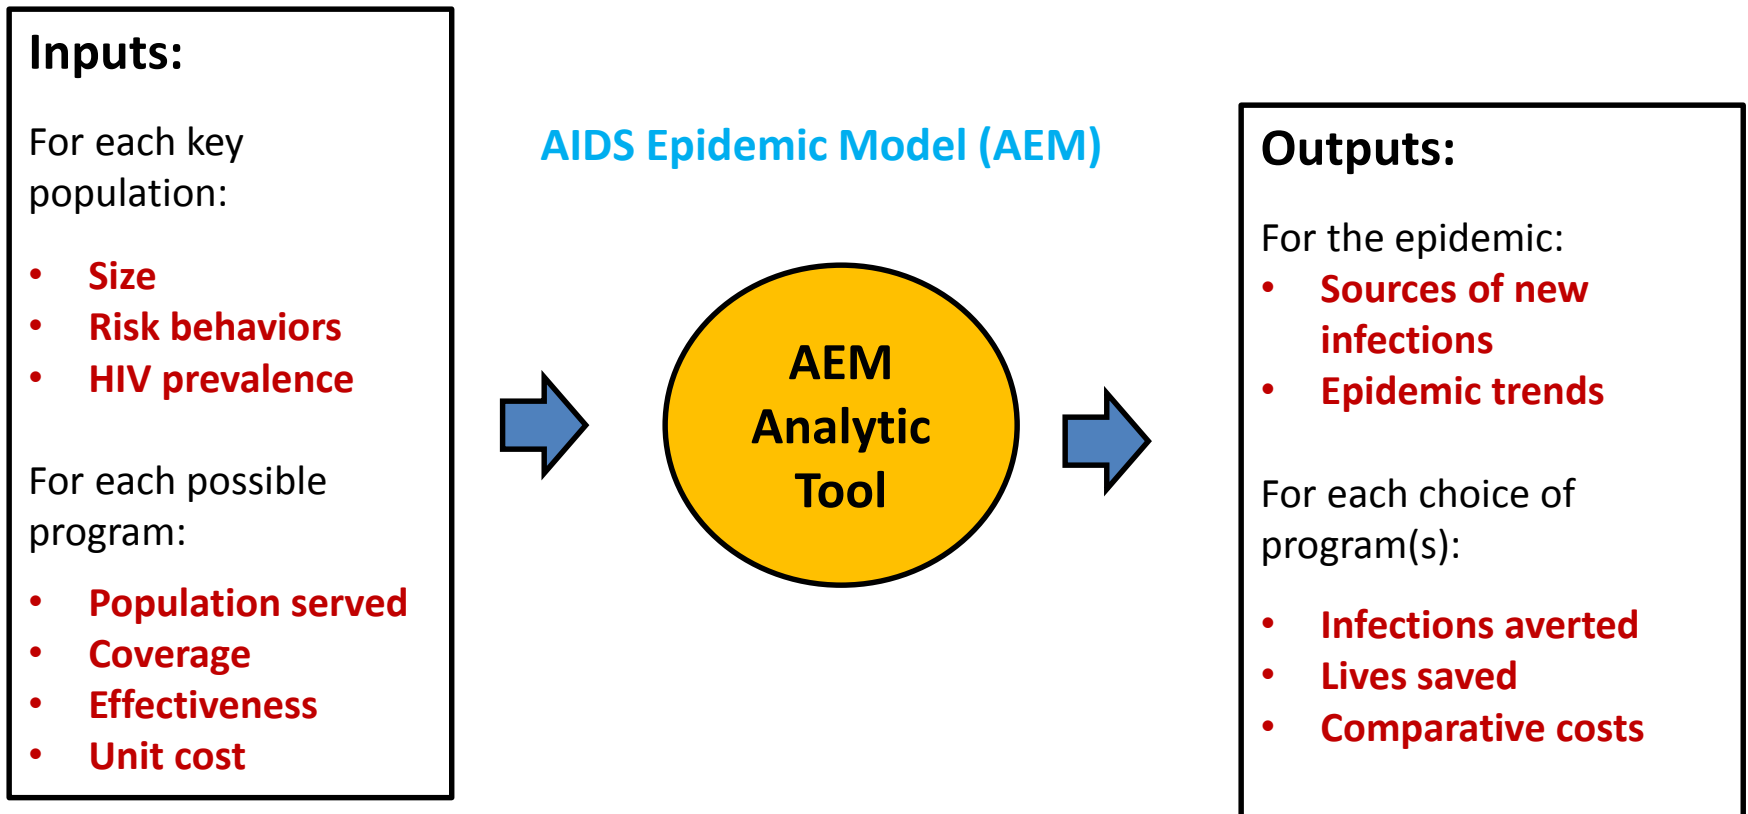 Inputs:
For each key
population:
• Size
• Risk behaviors
• HIV prevalence
For each possible
program:
• Population served
• Coverage
• Effectiveness
• Unit cost
AIDS Epidemic Model (AEM)
AEM
Analytic
Tool
Outputs:
For the epidemic:
• Sources of new
infections
• Epidemic trends
For each choice of
program(s):
• Infections averted
• Lives saved
• Comparative costs